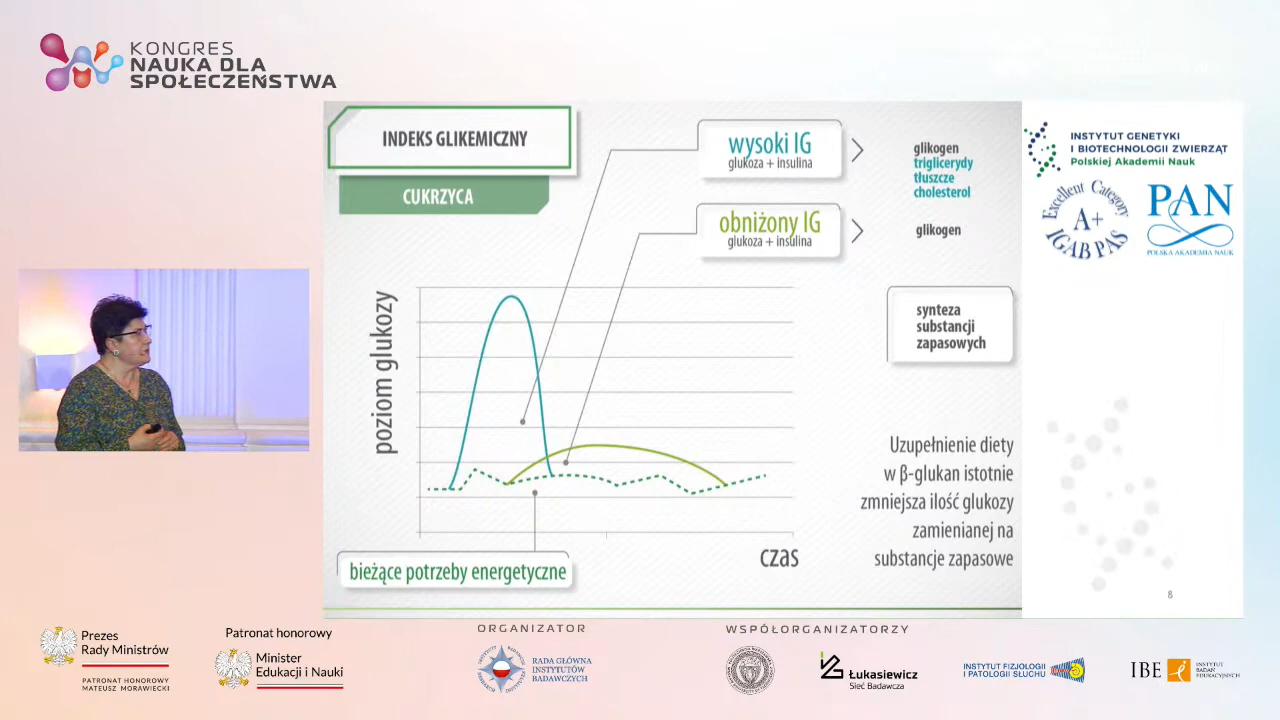 KONGRES
NAUKA DLA
SPOŁECZEŃSTWA
INDEKS GLIKEMICZNY
CUKRZYCA
wysoki IG
glukoza + insulina
glikogen
triglicerydy
tłuszcze
cholesterol
obniżony IG
glukoza + insulina
glikogen
synteza
substancji
zapasowych
poziom glukozy
czas
bieżące potrzeby energetyczne
Uzupełnienie diety
w β-glukan istotnie
zmniejsza ilość glukozy
zamienianej na
substancje zapasowe
INSTYTUT GENETYKI
I BIOTECHNOLOGII ZWIERZĄT
Polskiej Akademii Nauk
Excellent Category
A+
IGAB PAS
PAN
POLSKA AKADEMIA NAUK
8
Prezes
Rady Ministrów
PATRONAT HONOROWY
MATEUSZ MORAWIECKI
Patronat honorowy
Minister
Edukacji i Nauki
ORGANIZATOR
RADA GŁÓWNA
INSTYTUTÓW
BADAWCZYCH
WSPÓŁORGANIZATORZY
Łukasiewicz
Sieć Badawcza
INSTYTUT FIZJOLOGII
I PATOLOGII SŁUCHU
IBE
INSTYTUT
BADAŃ
EDUKACYJNYCH